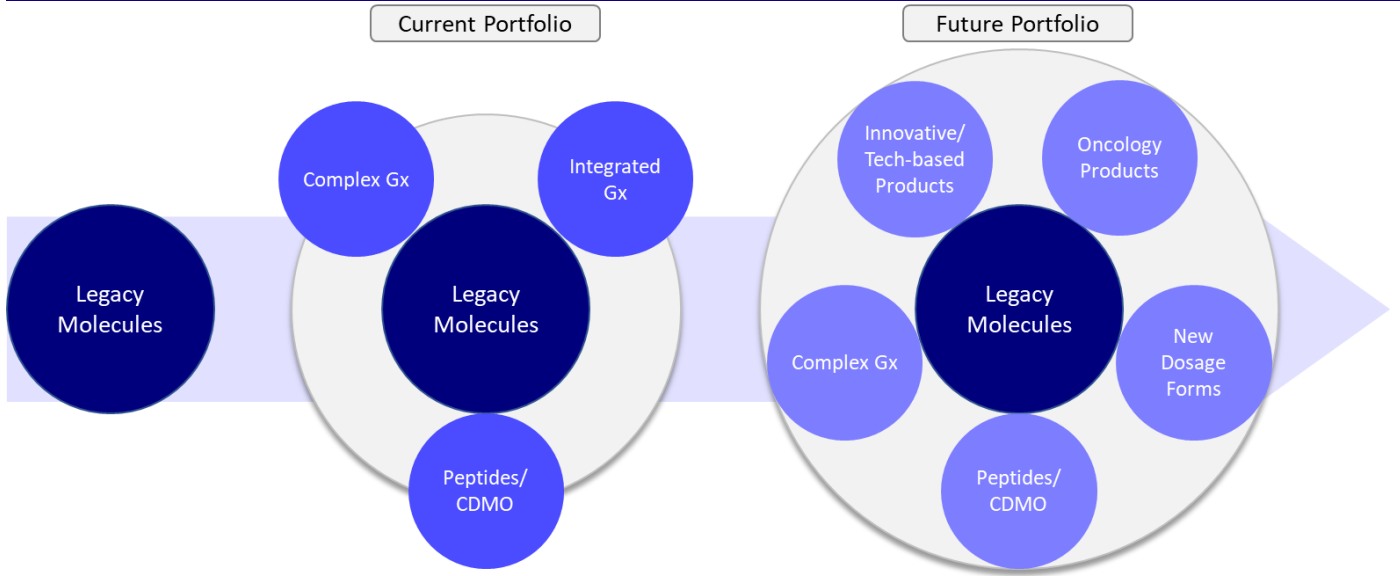 Current Portfolio
Future Portfolio
Legacy
Molecules
Complex Gx
Integrated
Gx
Legacy
Molecules
Peptides/
CDMO
Innovative/
Tech-based
Products
Oncology
Products
Complex Gx
Legacy
Molecules
New
Dosage
Forms
Peptides/
CDMO